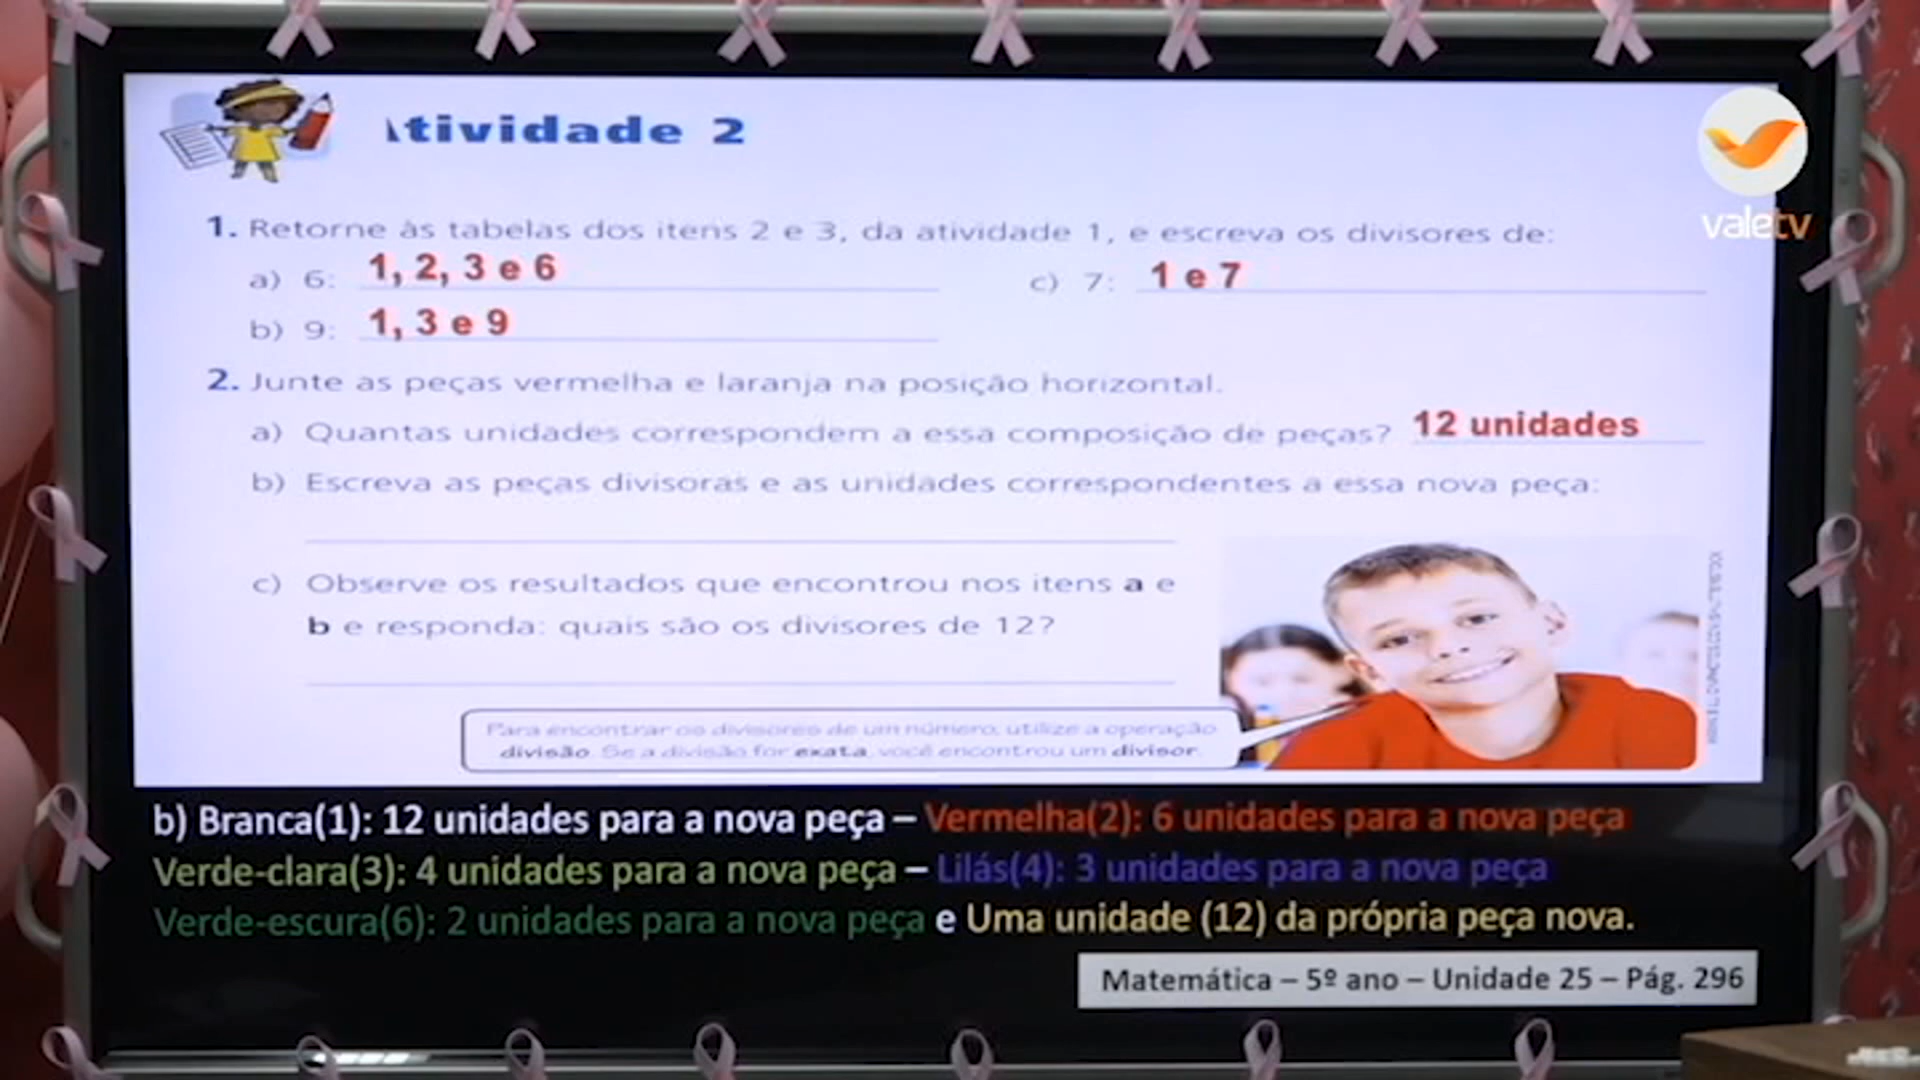 Atividade 2
valetv
1. Retorne às tabelas dos itens 2 e 3, da atividade 1, e escreva os divisores de:
a) 6: 1, 2, 3 e 6
c) 7: 1 e 7
b) 9: 1, 3 e 9
2. Junte as peças vermelha e laranja na posição horizontal.
a) Quantas unidades correspondem a essa composição de peças? 12 unidades
b) Escreva as peças divisoras e as unidades correspondentes a essa nova peça:
c) Observe os resultados que encontrou nos itens a e
b e responda: quais são os divisores de 12?
Para encontrar os divisores de um número, utilize a operação
divisão. Se a divisão for exata, você encontrou um divisor.
b) Branca(1): 12 unidades para a nova peça – Vermelha(2): 6 unidades para a nova peça
Verde-clara(3): 4 unidades para a nova peça – Lilás(4): 3 unidades para a nova peça
Verde-escura(6): 2 unidades para a nova peça e Uma unidade (12) da própria peça nova.
Matemática – 5º ano – Unidade 25 – Pág. 296